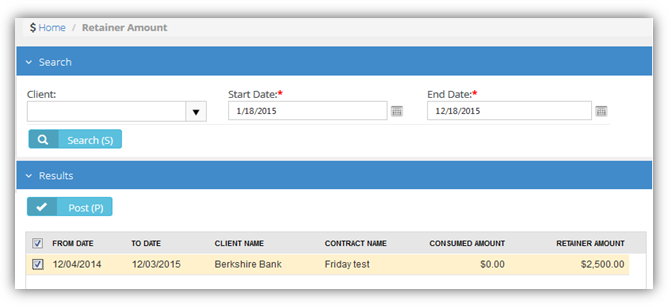 $ Home / Retainer Amount
Search
Client: Start Date:* End Date:*
1/18/2015 12/18/2015
Search (S)
Results
Post (P)
FROM DATE TO DATE CLIENT NAME CONTRACT NAME CONSUMED AMOUNT RETAINER AMOUNT
12/04/2014 12/03/2015 Berkshire Bank Friday test $0.00 $2,500.00